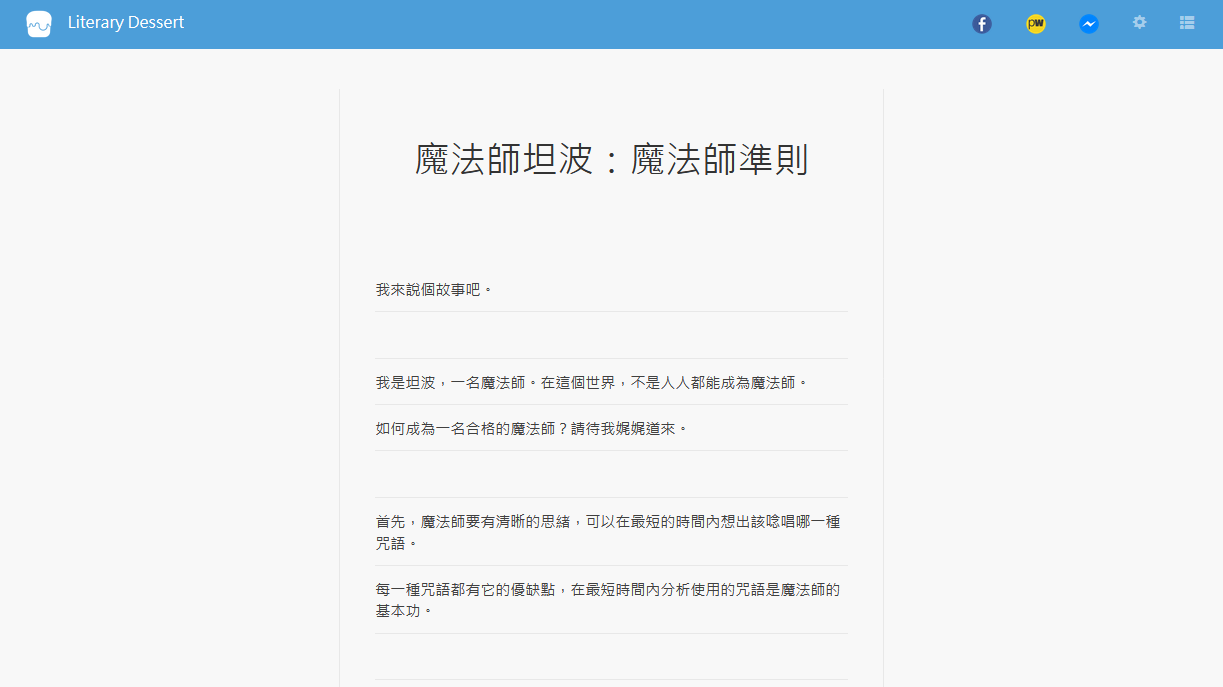 Literary Dessert
pw
魔法師坦波：魔法師準則
我來說個故事吧。
我是坦波，一名魔法師。在這個世界，不是人人都能成為魔法師。
如何成為一名合格的魔法師？請待我娓娓道來。
首先，魔法師要有清晰的思緒，可以在最短的時間內想出該唸唱哪一種
咒語。
每一種咒語都有它的優缺點，在最短時間內分析使用的咒語是魔法師的
基本功。